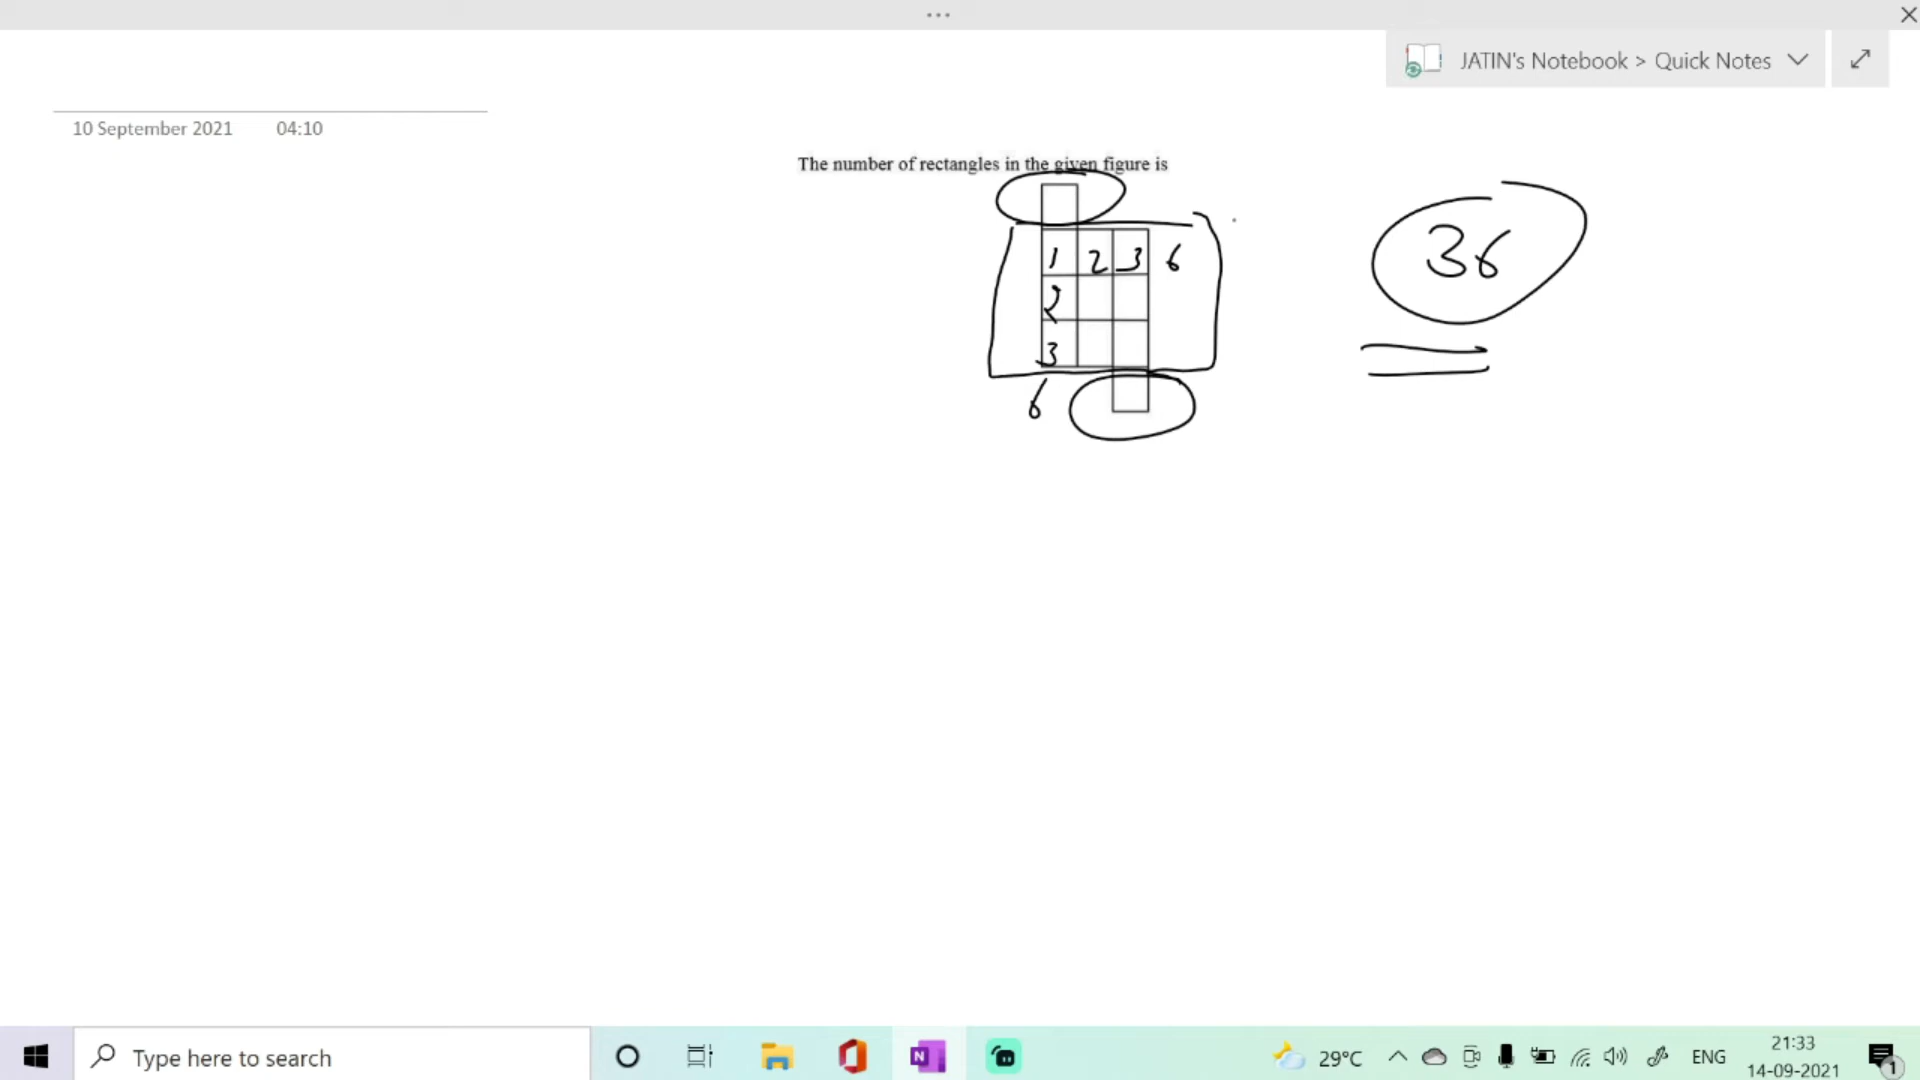 JATIN's Notebook > Quick Notes
10 September 2021 04:10
The number of rectangles in the given figure is
1 2 3 6
2
3
6
36
Type here to search
29°C
ENG
21:33
14-09-2021
1